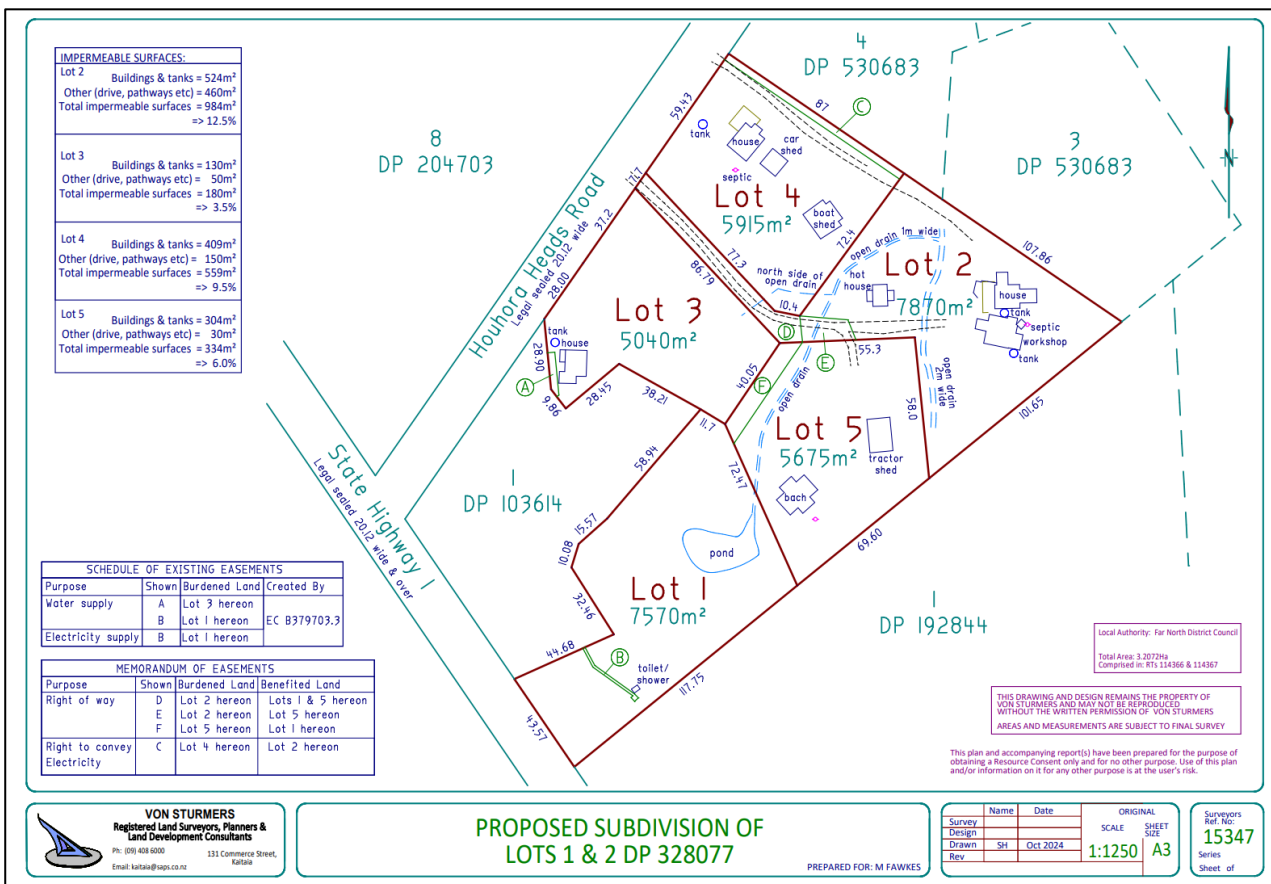 IMPERMEABLE SURFACES:
Lot 2
Buildings & tanks = 524m²
Other (drive, pathways etc) = 460m²
Total impermeable surfaces = 984m²
=> 12.5%
Lot 3
Buildings & tanks = 130m²
Other (drive, pathways etc) = 50m²
Total impermeable surfaces = 180m²
=> 3.5%
Lot 4
Buildings & tanks = 409m²
Other (drive, pathways etc) = 150m²
Total impermeable surfaces = 559m²
=> 9.5%
Lot 5
Buildings & tanks = 304m²
Other (drive, pathways etc) = 30m²
Total impermeable surfaces = 334m²
=> 6.0%
8
DP 204703
4
DP 530683
3
DP 530683
N
59.43
87
C
tank
house
car
shed
septic
Lot 4
5915m²
boat
shed
72.4
77.3
17.7
37.2
86.79
Houhora Heads Road
Legal sealed 20.12 wide
28.00
open drain 1m wide
107.86
Lot 2
7870m²
north side of
open drain
hot
house
10.4
house
tank
septic
workshop
tank
Lot 3
5040m²
D
E
55.3
tank
house
28.90
A
9.86
28.45
38.21
40.05
F
open drain
11.7
58.0
open drain
2m wide
101.65
Lot 5
5675m²
tractor
shed
bach
72.47
69.60
State Highway 1
Legal sealed 20.12 wide & over
1
DP 103614
58.94
15.57
10.08
32.46
pond
Lot 1
7570m²
44.68
B
toilet/
shower
117.75
43.57
1
DP 192844
SCHEDULE OF EXISTING EASEMENTS
Purpose Shown Burdened Land Created By
Water supply A Lot 3 hereon
B Lot 1 hereon EC B379703.3
Electricity supply B Lot 1 hereon
MEMORANDUM OF EASEMENTS
Purpose Shown Burdened Land Benefited Land
Right of way D Lot 2 hereon Lots 1 & 5 hereon
E Lot 2 hereon Lot 5 hereon
F Lot 5 hereon Lot 1 hereon
Right to convey C Lot 4 hereon Lot 2 hereon
Electricity
Local Authority: Far North District Council
Total Area: 3.2072Ha
Comprised in: RTs 114366 & 114367
THIS DRAWING AND DESIGN REMAINS THE PROPERTY OF
VON STURMERS AND MAY NOT BE REPRODUCED
WITHOUT THE WRITTEN PERMISSION OF VON STURMERS
AREAS AND MEASUREMENTS ARE SUBJECT TO FINAL SURVEY
This plan and accompanying report(s) have been prepared for the purpose of
obtaining a Resource Consent only and for no other purpose. Use of this plan
and/or information on it for any other purpose is at the user's risk.
VON STURMERS
Registered Land Surveyors, Planners &
Land Development Consultants
Ph: (09) 408 6000
131 Commerce Street,
Kaitaia
Email: kaitaia@saps.co.nz
PROPOSED SUBDIVISION OF
LOTS 1 & 2 DP 328077
PREPARED FOR: M FAWKES
Name Date
Survey
Design
Drawn SH Oct 2024
Rev
ORIGINAL
SCALE SHEET SIZE
1:1250 A3
Surveyors
Ref. No:
15347
Series
Sheet of